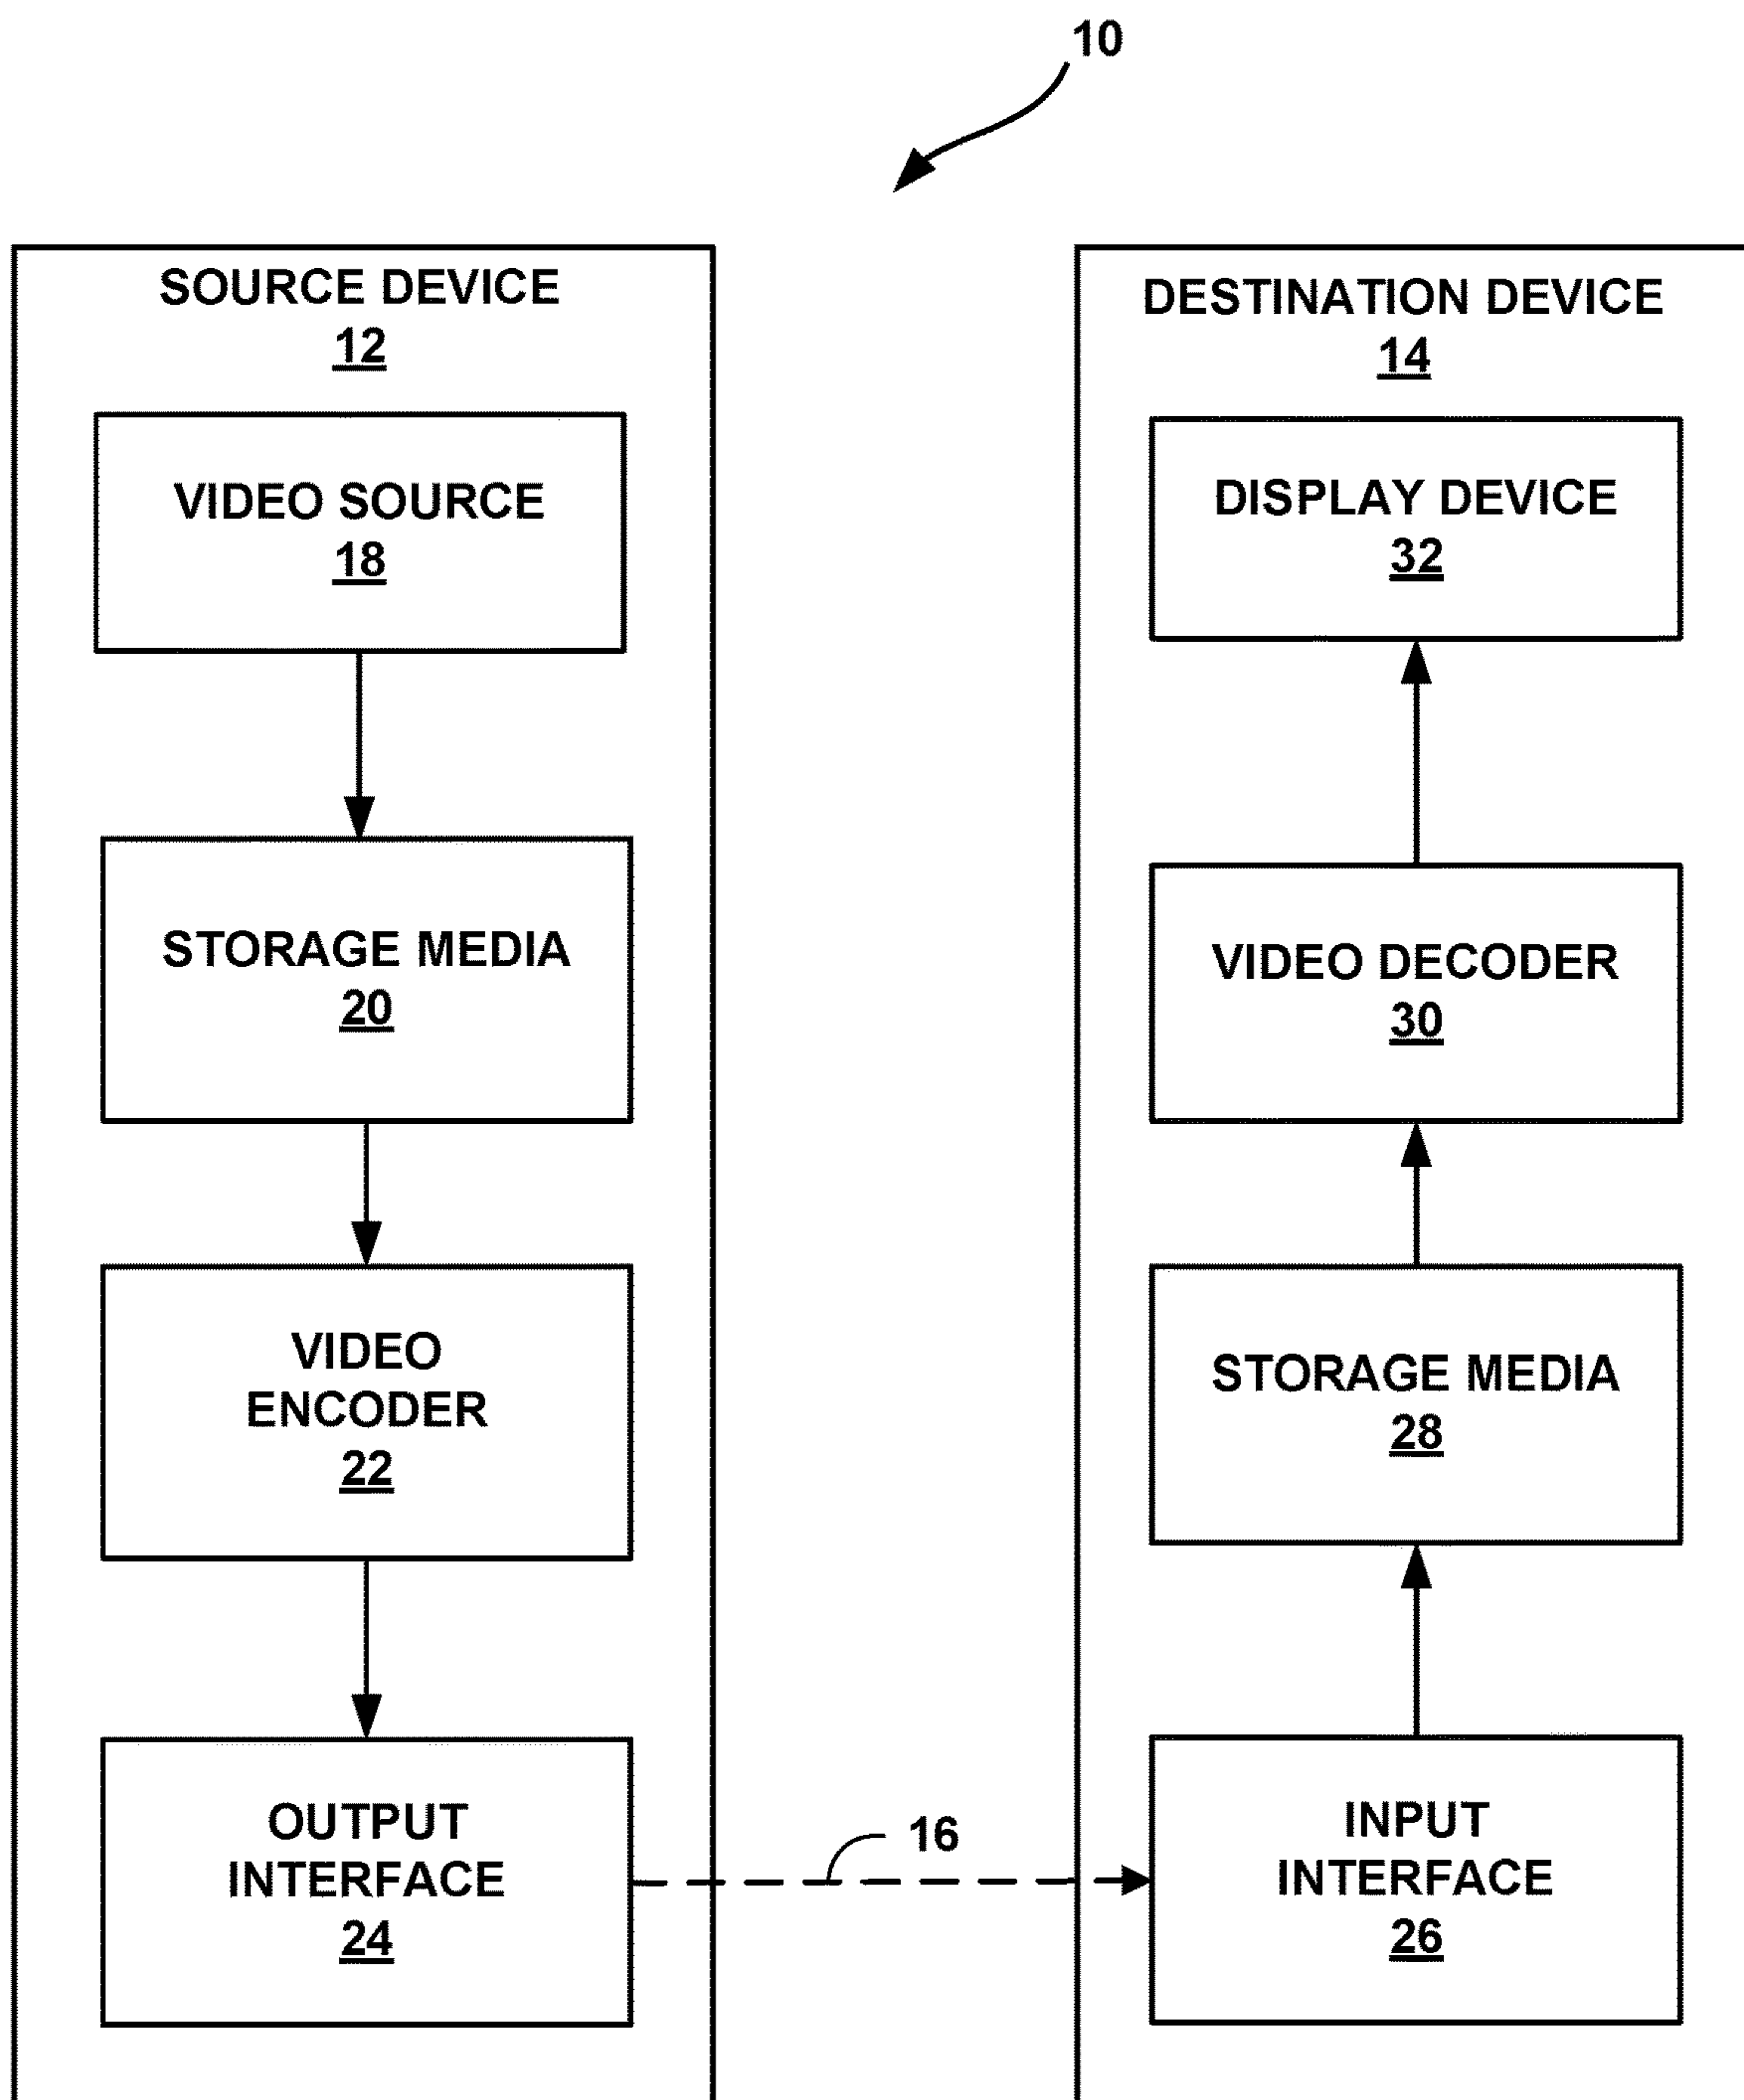 10
SOURCE DEVICE
12
VIDEO SOURCE
18
STORAGE MEDIA
20
VIDEO
ENCODER
22
OUTPUT
INTERFACE
24
16
DESTINATION DEVICE
14
DISPLAY DEVICE
32
VIDEO DECODER
30
STORAGE MEDIA
28
INPUT
INTERFACE
26